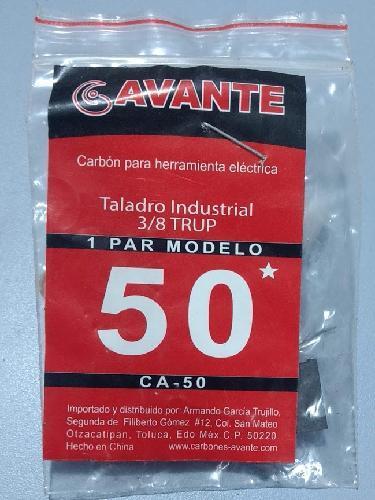 AVANTE
Carbón para herramienta eléctrica
Taladro Industrial
3/8 TRUP
1 PAR MODELO
50*
CA-50
Importado y distribuido por: Armando García Trujillo,
Segunda de Filiberto Gómez #12, Col. San Mateo
Otzacatipan, Toluca, Edo Méx. C.P. 50220
Hecho en China www.carbones-avante.com